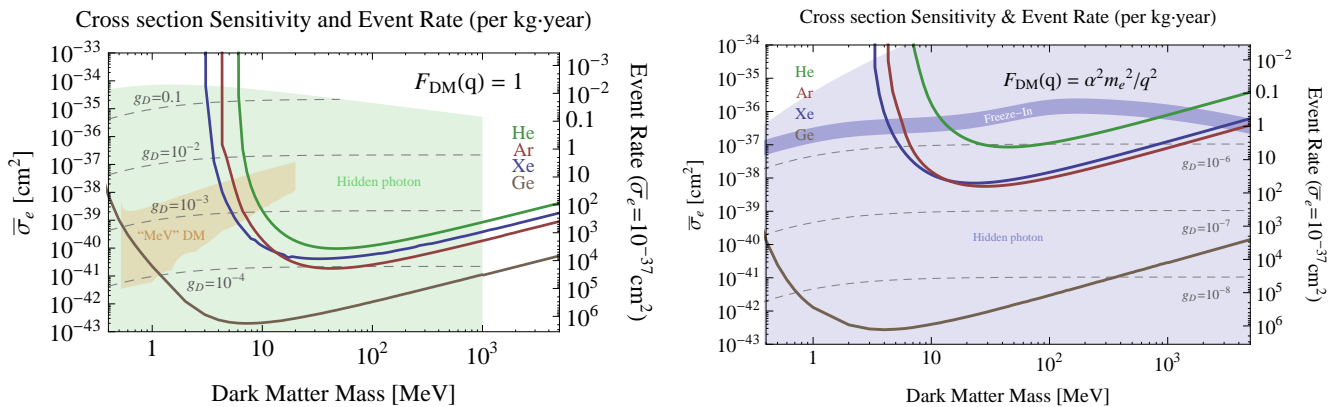 Cross section Sensitivity and Event Rate (per kg·year)
10⁻³³
10⁻³⁴
10⁻³⁵
10⁻³⁶
10⁻³⁷
10⁻³⁸
10⁻³⁹
10⁻⁴⁰
10⁻⁴¹
10⁻⁴²
10⁻⁴³
σ̅ₑ [cm²]
F_DM(q) = 1
g_D=0.1
g_D=10⁻²
g_D=10⁻³
g_D=10⁻⁴
"MeV" DM
Hidden photon
He
Ar
Xe
Ge
10⁻³
10⁻²
0.1
1
10
10²
10³
10⁴
10⁵
10⁶
Event Rate (σ̅ₑ=10⁻³⁷cm²)
1
10
10²
10³
Dark Matter Mass [MeV]
Cross section Sensitivity & Event Rate (per kg·year)
10⁻³⁴
10⁻³⁵
10⁻³⁶
10⁻³⁷
10⁻³⁸
10⁻³⁹
10⁻⁴⁰
10⁻⁴¹
10⁻⁴²
10⁻⁴³
σ̅ₑ [cm²]
He
Ar
Xe
Ge
F_DM(q) = α²mₑ²/q²
Freeze-In
g_D=10⁻⁶
g_D=10⁻⁷
g_D=10⁻⁸
Hidden photon
10⁻²
0.1
1
10
10²
10³
10⁴
10⁵
10⁶
Event Rate (σ̅ₑ=10⁻³⁷cm²)
1
10
10²
10³
Dark Matter Mass [MeV]